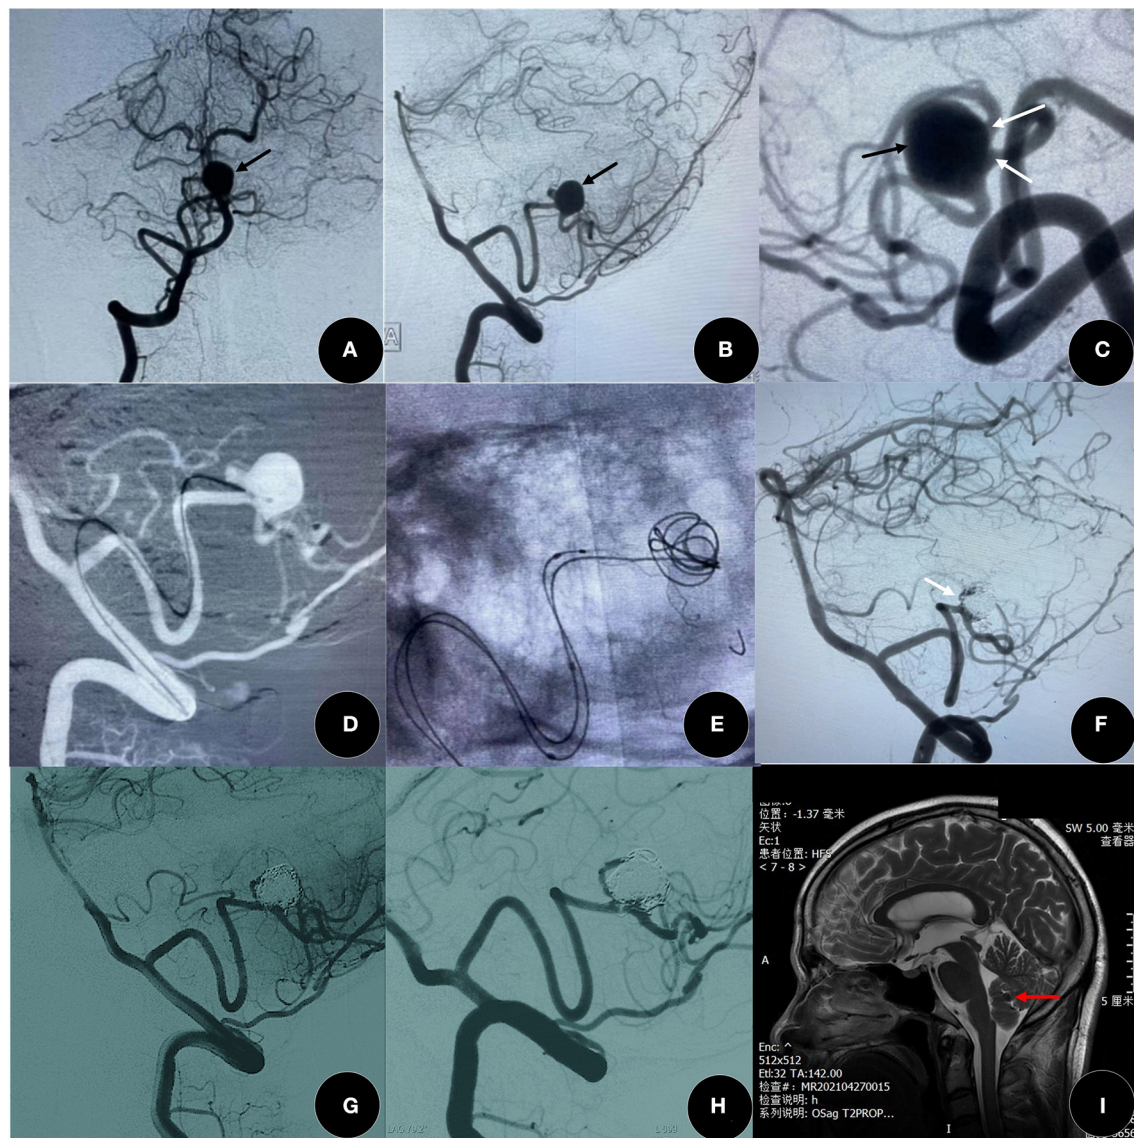 A
B
C
D
E
F
G
H
位置: -1.37 毫米
矢状
Ec:1
患者位置: HFS
< 7 - 8 >
SW 5.00 毫米
查看器
A
5 厘米
Enc: ^
512x512
Etl:32 TA:142.00
检查#: MR202104270015
检查说明: h
系列说明: OSag T2PROP...
I
I